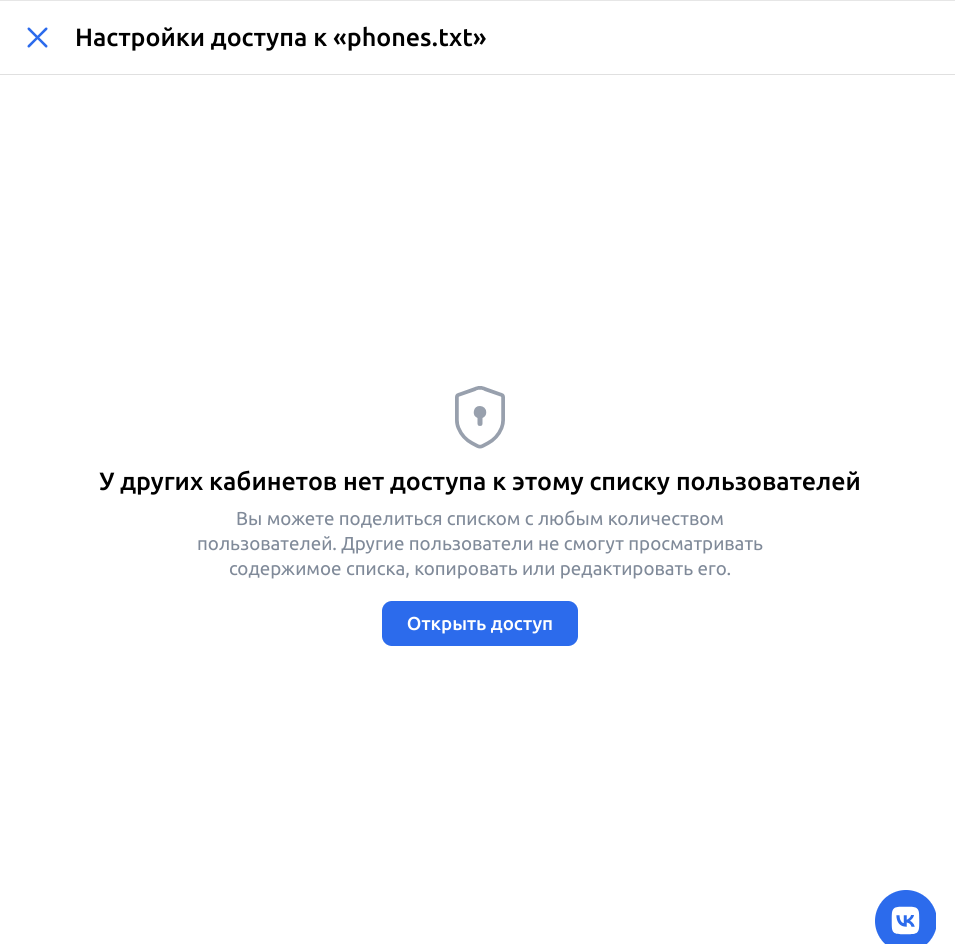 Настройки доступа к «phones.txt»
У других кабинетов нет доступа к этому списку пользователей
Вы можете поделиться списком с любым количеством
пользователей. Другие пользователи не смогут просматривать
содержимое списка, копировать или редактировать его.
Открыть доступ